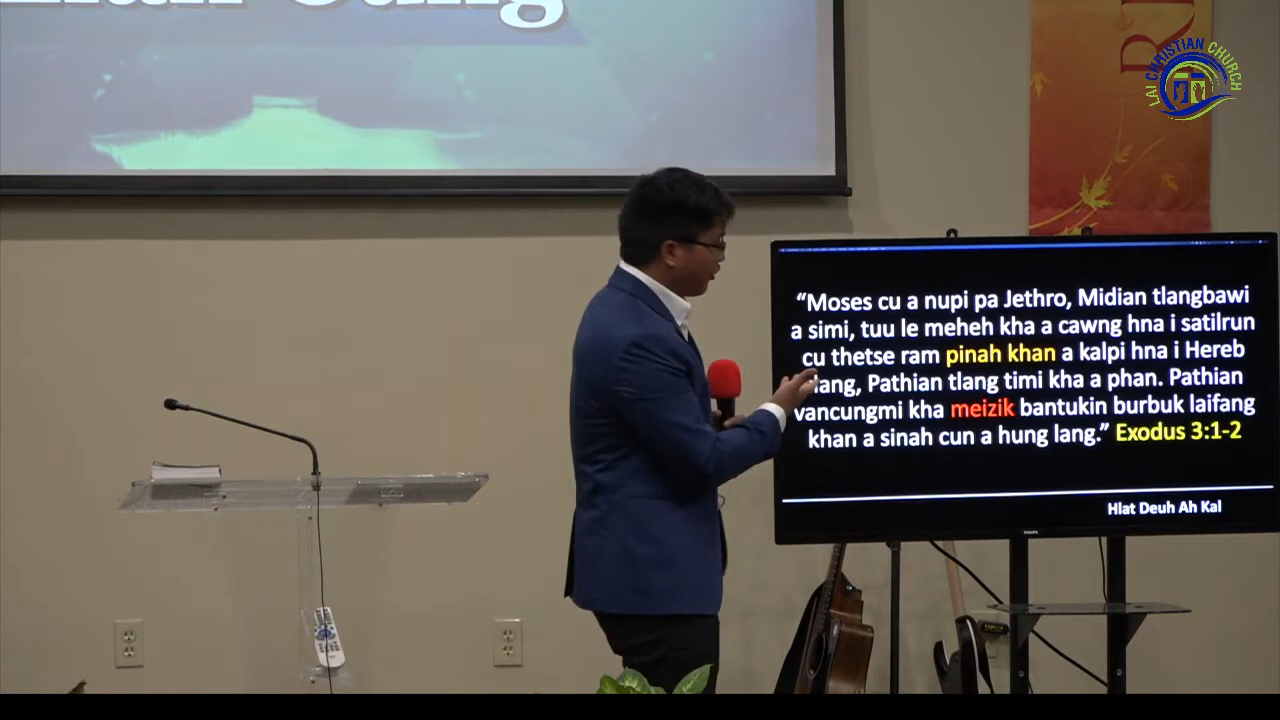 LAI CHRISTIAN CHURCH
“Moses cu a nupi pa Jethro, Midian tlangbawi
a simi, tuu le meheh kha a cawng hna i satilrun
cu thetse ram pinah khan a kalpi hna i Hereb
lang, Pathian tlang timi kha a phan. Pathian
vancungmi kha meizik bantukin burbuk laifang
khan a sinah cun a hung lang.” Exodus 3:1-2
Hlat Deuh Ah Kal
PHILIPS